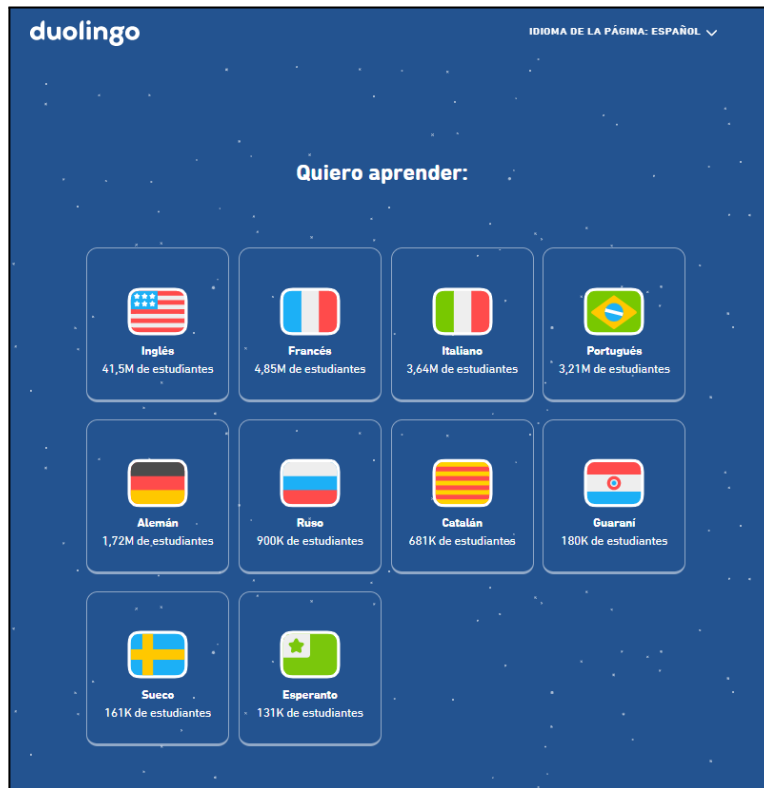 duolingo
IDIOMA DE LA PÁGINA: ESPAÑOL
Quiero aprender:
Inglés
41,5M de estudiantes
Francés
4,85M de estudiantes
Italiano
3,64M de estudiantes
Portugués
3,21M de estudiantes
Alemán
1,72M de estudiantes
Ruso
900K de estudiantes
Catalán
681K de estudiantes
Guaraní
180K de estudiantes
Sueco
161K de estudiantes
Esperanto
131K de estudiantes